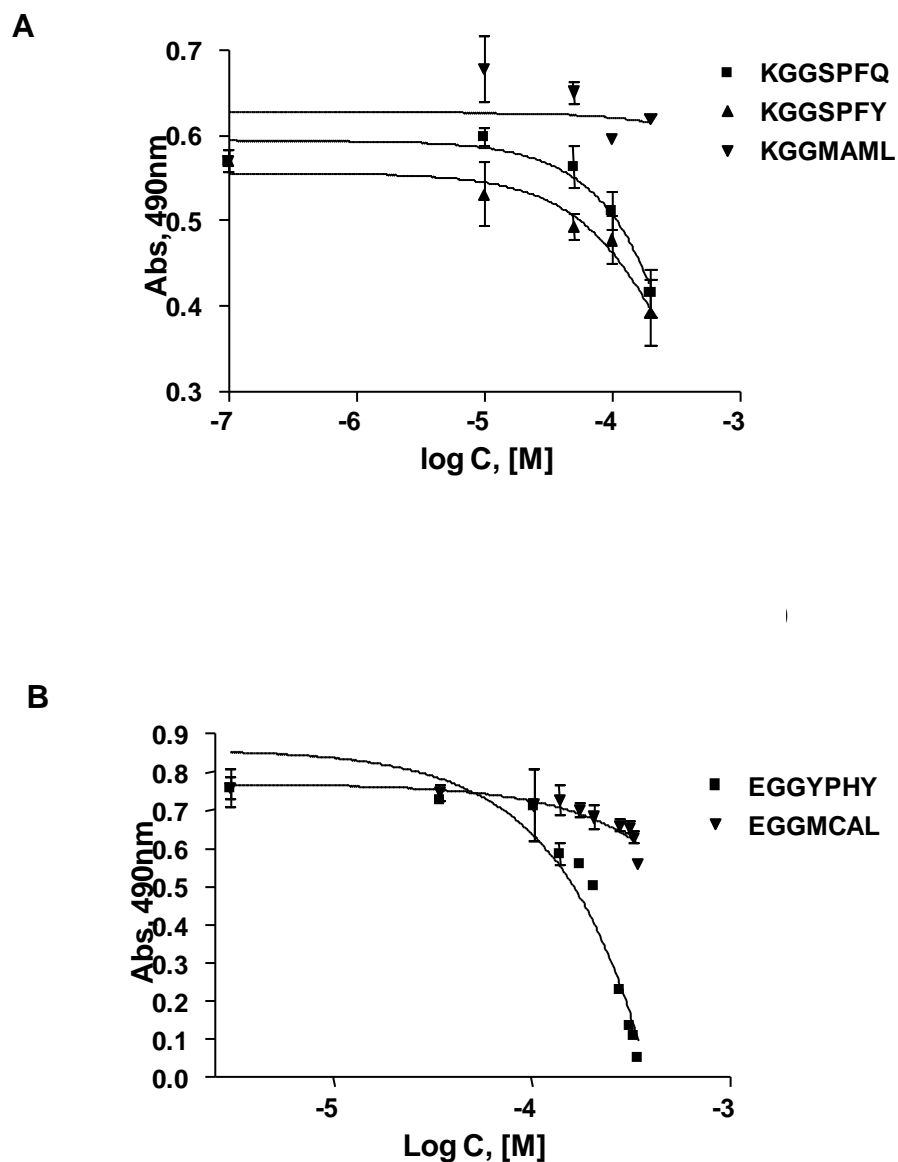 A
0.7
0.6
0.5
0.4
0.3
Abs, 490nm
-7
-6
-5
-4
-3
log C, [M]
KGGSPFQ
KGGSPFY
KGGMAML
)
B
0.9
0.8
0.7
0.6
0.5
0.4
0.3
0.2
0.1
0.0
Abs, 490nm
-5
-4
-3
Log C, [M]
EGGYPHY
EGGMCAL